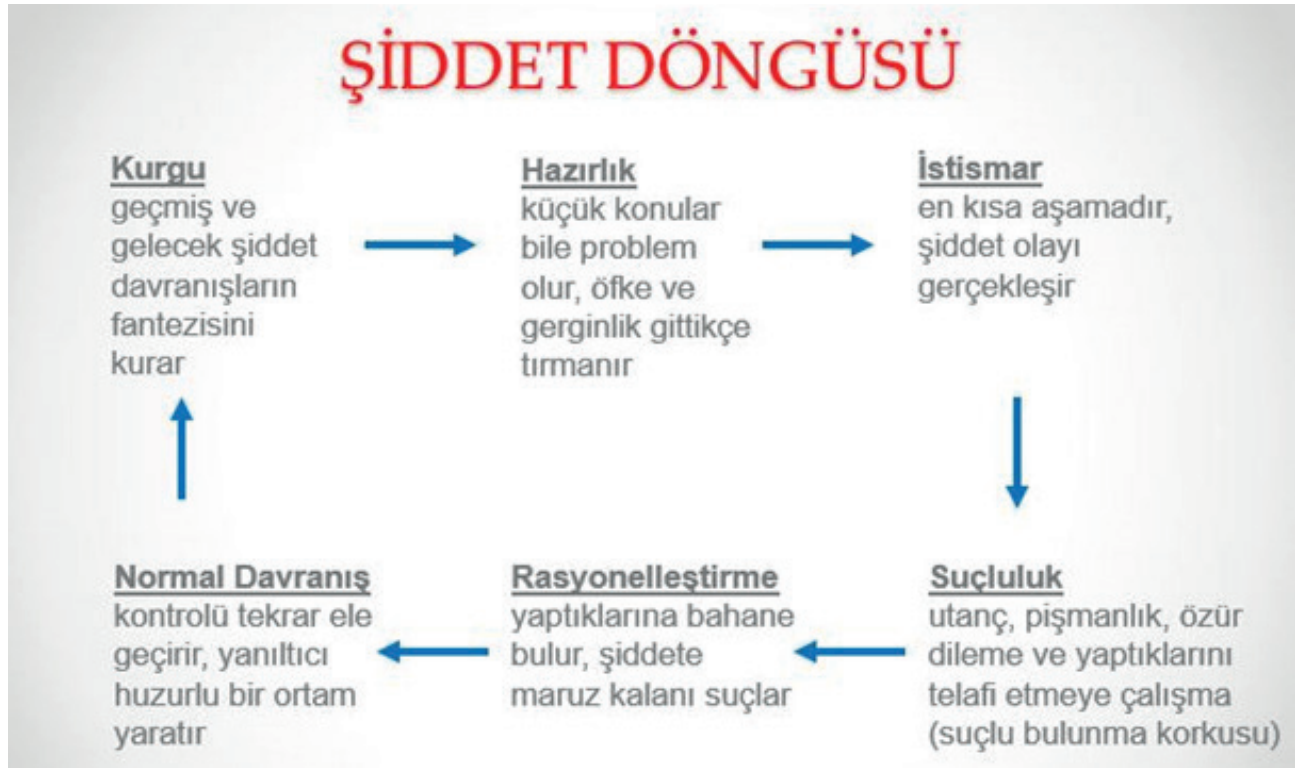 ŞİDDET DÖNGÜSÜ
Kurgu
geçmiş ve
gelecek şiddet
davranışların
fantezisini
kurar
Hazırlık
küçük konular
bile problem
olur, öfke ve
gerginlik gittikçe
tırmanır
İstismar
en kısa aşamadır,
şiddet olayı
gerçekleşir
Suçluluk
utanç, pişmanlık, özür
dileme ve yaptıklarını
telafi etmeye çalışma
(suçlu bulunma korkusu)
Rasyonelleştirme
yaptıklarına bahane
bulur, şiddete
maruz kalanı suçlar
Normal Davranış
kontrolü tekrar ele
geçirir, yanıltıcı
huzurlu bir ortam
yaratır